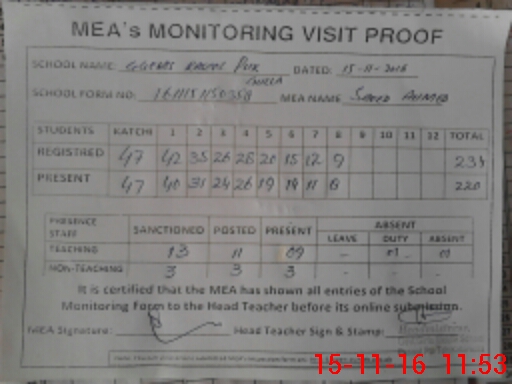 MEA's MONITORING VISIT PROOF
SCHOOL NAME: DATED: 15-11-2016
SCHOOL FORM NO: MEA NAME Saeed Ahmed
STUDENTS KATCHI 1 2 3 4 5 6 7 8 9 10 11 12 TOTAL
REGISTRED 47 42 35 26 26 20 15 12 9 234
PRESENT 47 40 31 24 26 19 14 11 8 220
PRESENCE STAFF SANCTIONED POSTED PRESENT ABSENT
LEAVE DUTY ABSENT
TEACHING 13 11 09 - 01 - 01
NON-TEACHING 3 3 3 - - -
It is certified that the MEA has shown all entries of the School
Monitoring Form to the Head Teacher before its online submission.
MEA Signature: Head Teacher Sign & Stamp:
15-11-16 11:53